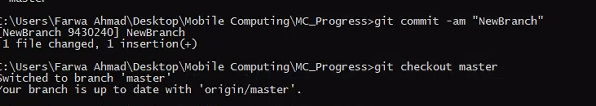 master
C:\Users\Farwa Ahmad\Desktop\Mobile Computing\MC_Progress>git commit -am "NewBranch"
[NewBranch 9430240] NewBranch
1 file changed, 1 insertion(+)
C:\Users\Farwa Ahmad\Desktop\Mobile Computing\MC_Progress>git checkout master
Switched to branch 'master'
Your branch is up to date with 'origin/master'.